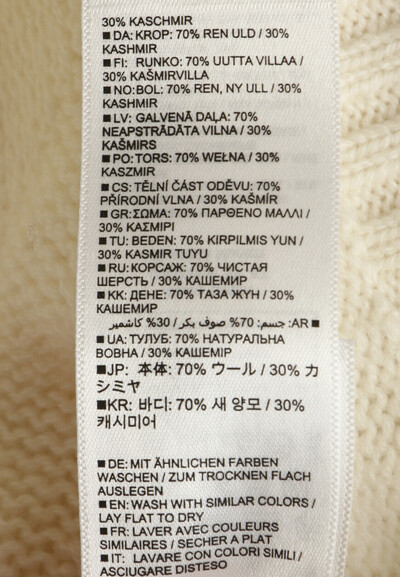 30% KASCHMIR
■ DA: KROP: 70% REN ULD / 30%
KASHMIR
■ FI: RUNKO: 70% UUTTA VILLAA /
30% KAŠMIRVILLA
■ NO: BOL: 70% REN, NY ULL / 30%
KASHMIR
■ LV: GALVENĀ DAĻA: 70%
NEAPSTRĀDĀTA VILNA / 30%
KAŠMIRS
■ PO: TORS: 70% WEŁNA / 30%
KASZMIR
■ CS: TĚLNÍ ČÁST ODĚVU: 70%
PŘÍRODNÍ VLNA / 30% KAŠMÍR
■ GR: ΣΩΜΑ: 70% ΠΑΡΘΕΝΟ ΜΑΛΛΙ /
30% ΚΑΣΜΙΡΙ
■ TU: BEDEN: 70% KIRPILMIS YUN /
30% KASMIR TUYU
■ RU: КОРСАЖ: 70% ЧИСТАЯ
ШЕРСТЬ / 30% КАШЕМИР
■ KK: ДЕНЕ: 70% ТАЗА ЖҮН / 30%
КАШЕМИР
■ AR: جسم: 70% صوف بكر / 30% كاشمير
■ UA: ТУЛУБ: 70% НАТУРАЛЬНА
ВОВНА / 30% КАШЕМІР
■JP: 本体: 70% ウール / 30% カ
シミヤ
■KR: 바디: 70% 새 양모 / 30%
캐시미어
■ DE: MIT ÄHNLICHEN FARBEN
WASCHEN / ZUM TROCKNEN FLACH
AUSLEGEN
■ EN: WASH WITH SIMILAR COLORS /
LAY FLAT TO DRY
■ FR: LAVER AVEC COULEURS
SIMILAIRES / SECHER A PLAT
■ IT: LAVARE CON COLORI SIMILI /
ASCIUGARE DISTESO